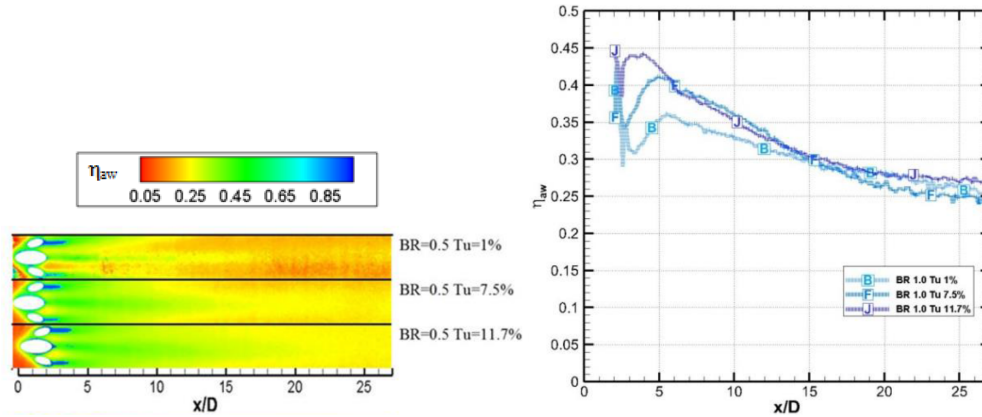 ηaw
0.05 0.25 0.45 0.65 0.85
BR=0.5 Tu=1%
BR=0.5 Tu=7.5%
BR=0.5 Tu=11.7%
0 5 10 15 20 25
x/D
0.5
0.45
0.4
0.35
0.3
0.25
0.2
0.15
0.1
0.05
0
ηaw
J
B
F
B
F
J
B
F
B
J
F
B
B BR 1.0 Tu 1%
F BR 1.0 Tu 7.5%
J BR 1.0 Tu 11.7%
0 5 10 15 20 25
x/D